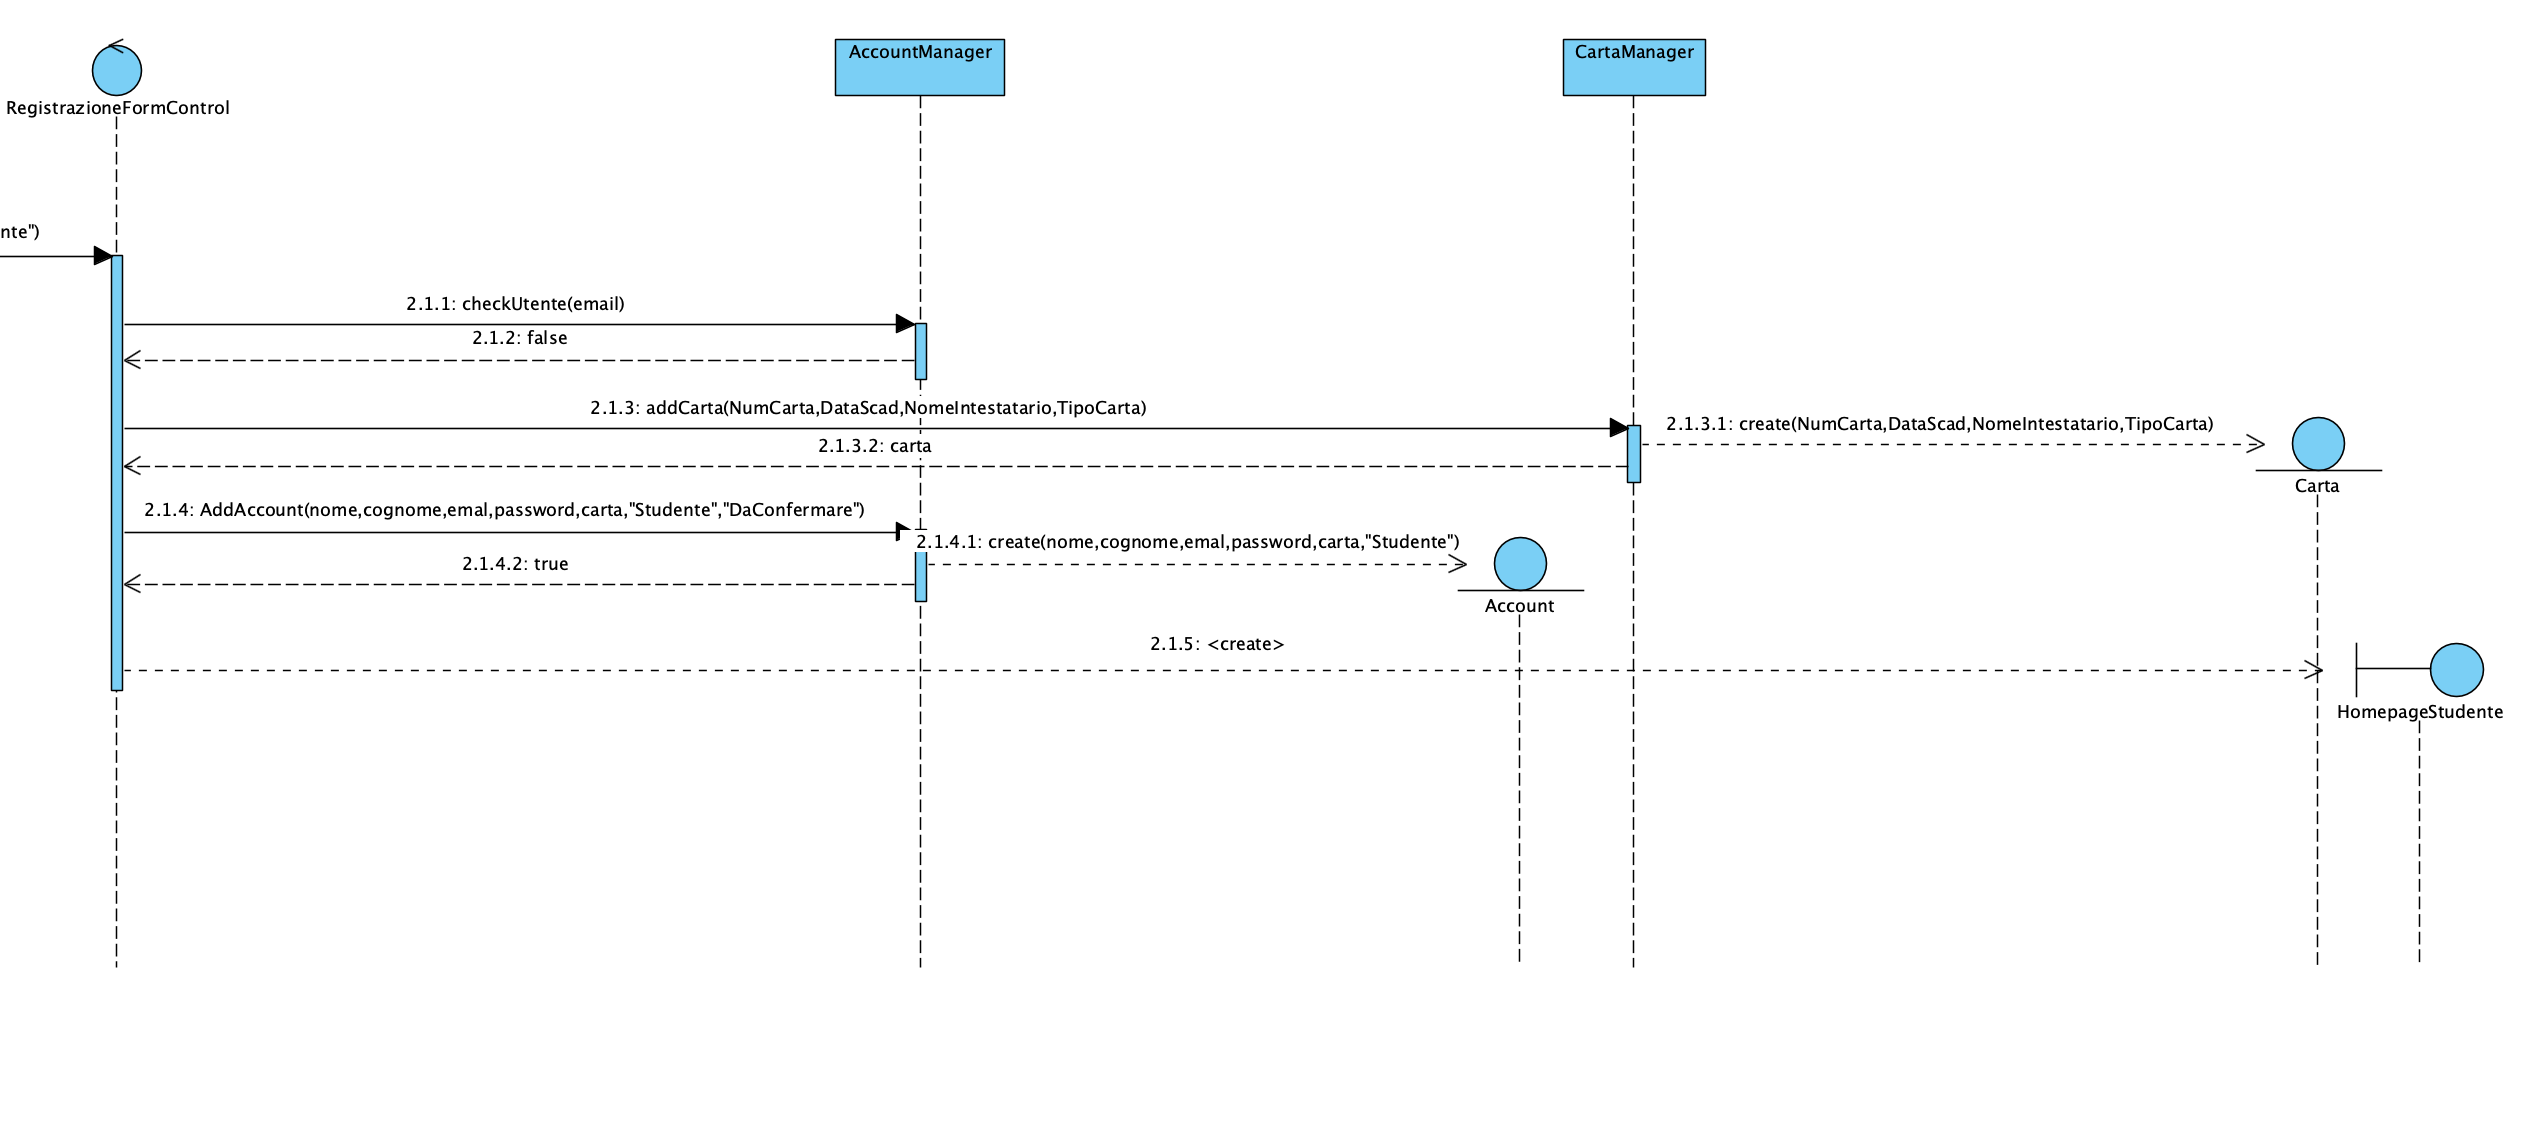 AccountManager
CartaManager
RegistrazioneFormControl
nte")
2.1.1: checkUtente(email)
2.1.2: false
2.1.3: addCarta(NumCarta,DataScad,NomeIntestatario,TipoCarta)
2.1.3.1: create(NumCarta,DataScad,NomeIntestatario,TipoCarta)
2.1.3.2: carta
Carta
2.1.4: AddAccount(nome,cognome,emal,password,carta,"Studente","DaConfermare")
2.1.4.1: create(nome,cognome,emal,password,carta,"Studente")
2.1.4.2: true
Account
2.1.5: <create>
HomepageStudente